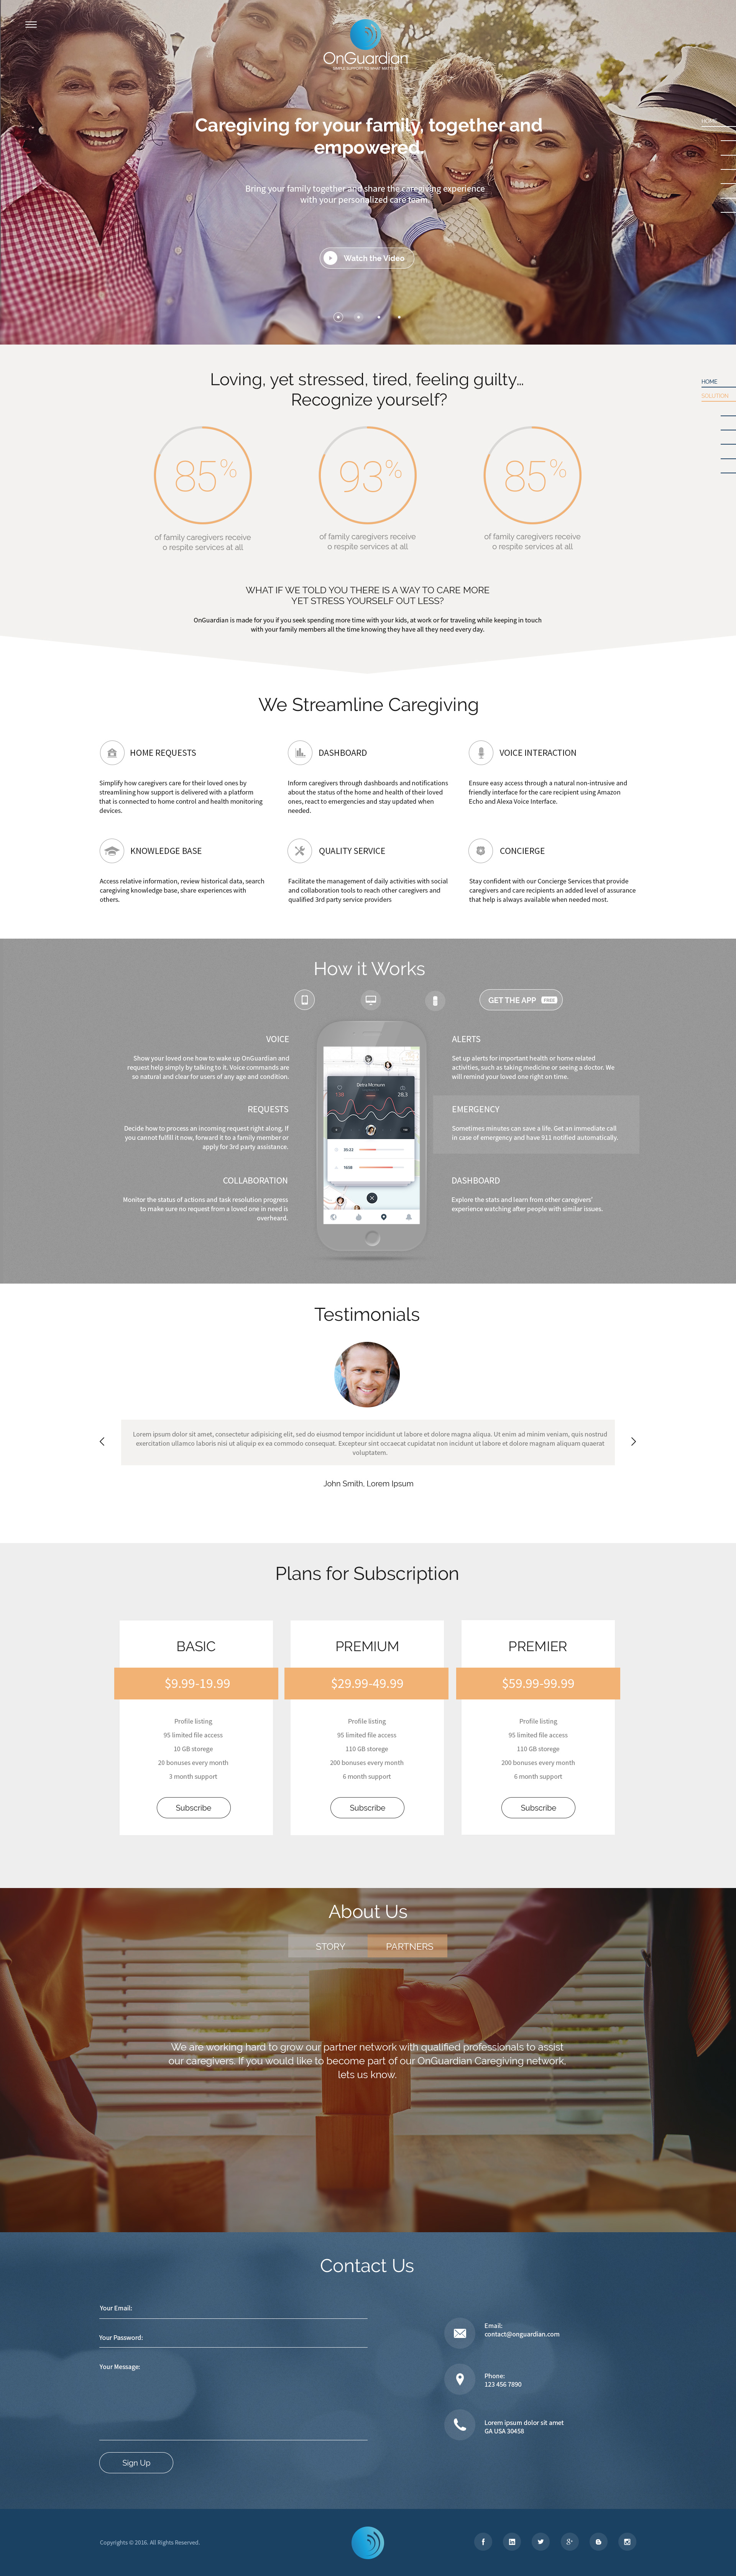 OnGuardian
SIMPLE SUPPORT TO WHAT MATTERS
HOME
Caregiving for your family, together and
empowered.
Bring your family together and share the caregiving experience
with your personalized care team.
Watch the Video
Loving, yet stressed, tired, feeling guilty...
Recognize yourself?
HOME
SOLUTION
85%
93%
85%
of family caregivers receive
o respite services at all
of family caregivers receive
o respite services at all
of family caregivers receive
o respite services at all
WHAT IF WE TOLD YOU THERE IS A WAY TO CARE MORE
YET STRESS YOURSELF OUT LESS?
OnGuardian is made for you if you seek spending more time with your kids, at work or for traveling while keeping in touch
with your family members all the time knowing they have all they need every day.
We Streamline Caregiving
HOME REQUESTS
Simplify how caregivers care for their loved ones by
streamlining how support is delivered with a platform
that is connected to home control and health monitoring
devices.
DASHBOARD
Inform caregivers through dashboards and notifications
about the status of the home and health of their loved
ones, react to emergencies and stay updated when
needed.
VOICE INTERACTION
Ensure easy access through a natural non-intrusive and
friendly interface for the care recipient using Amazon
Echo and Alexa Voice Interface.
KNOWLEDGE BASE
Access relative information, review historical data, search
caregiving knowledge base, share experiences with
others.
QUALITY SERVICE
Facilitate the management of daily activities with social
and collaboration tools to reach other caregivers and
qualified 3rd party service providers
CONCIERGE
Stay confident with our Concierge Services that provide
caregivers and care recipients an added level of assurance
that help is always available when needed most.
How it Works
GET THE APP FREE
VOICE
Show your loved one how to wake up OnGuardian and
request help simply by talking to it. Voice commands are
so natural and clear for users of any age and condition.
REQUESTS
Decide how to process an incoming request right along. If
you cannot fulfill it now, forward it to a family member or
apply for 3rd party assistance.
COLLABORATION
Monitor the status of actions and task resolution progress
to make sure no request from a loved one in need is
overheard.
Debra Mcmann
130
28,3
35/22
15/08
ALERTS
Set up alerts for important health or home related
activities, such as taking medicine or seeing a doctor. We
will remind your loved one right on time.
EMERGENCY
Sometimes minutes can save a life. Get an immediate call
in case of emergency and have 911 notified automatically.
DASHBOARD
Explore the stats and learn from other caregivers'
experience watching after people with similar issues.
Testimonials
Lorem ipsum dolor sit amet, consectetur adipisicing elit, sed do eiusmod tempor incididunt ut labore et dolore magna aliqua. Ut enim ad minim veniam, quis nostrud
exercitation ullamco laboris nisi ut aliquip ex ea commodo consequat. Excepteur sint occaecat cupidatat non incidunt ut labore et dolore magnam aliquam quaerat
voluptatem.
John Smith, Lorem Ipsum
Plans for Subscription
BASIC
$9.99-19.99
Profile listing
95 limited file access
10 GB storege
20 bonuses every month
3 month support
Subscribe
PREMIUM
$29.99-49.99
Profile listing
95 limited file access
110 GB storege
200 bonuses every month
6 month support
Subscribe
PREMIER
$59.99-99.99
Profile listing
95 limited file access
110 GB storege
200 bonuses every month
6 month support
Subscribe
About Us
STORY
PARTNERS
We are working hard to grow our partner network with qualified professionals to assist
our caregivers. If you would like to become part of our OnGuardian Caregiving network,
lets us know.
Contact Us
Your Email:
Your Password:
Your Message:
Sign Up
Email:
contact@onguardian.com
Phone:
123 456 7890
Lorem ipsum dolor sit amet
GA USA 30458
Copyrights © 2016. All Rights Reserved.